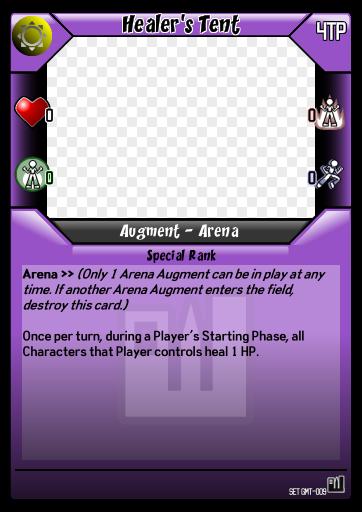 Healer's Tent
4TP
0
0
0
0
Augment - Arena
Special Rank
Arena >> (Only 1 Arena Augment can be in play at any
time. If another Arena Augment enters the field,
destroy this card.)
Once per turn, during a Player's Starting Phase, all
Characters that Player controls heal 1 HP.
SET GMT-009